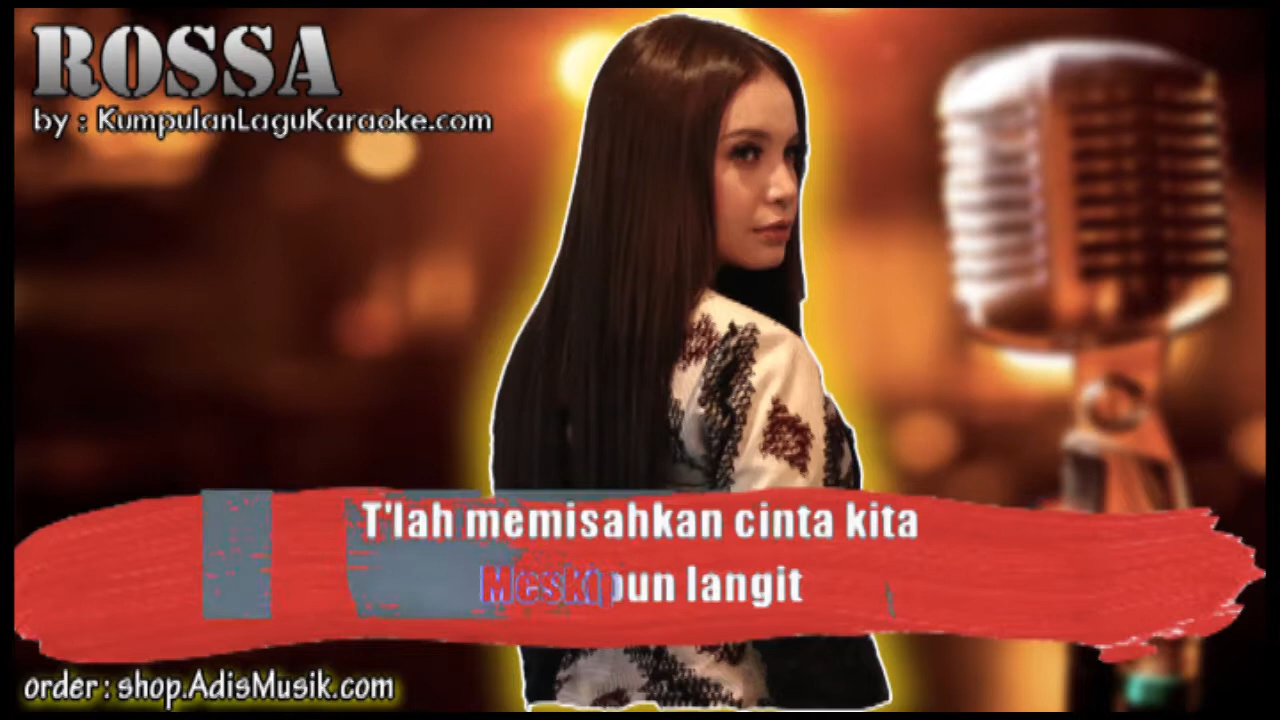 ROSSA
by : KumpulanLaguKaraoke.com
T'lah memisahkan cinta kita
Meskipun langit
order : shop.AdisMusik.com